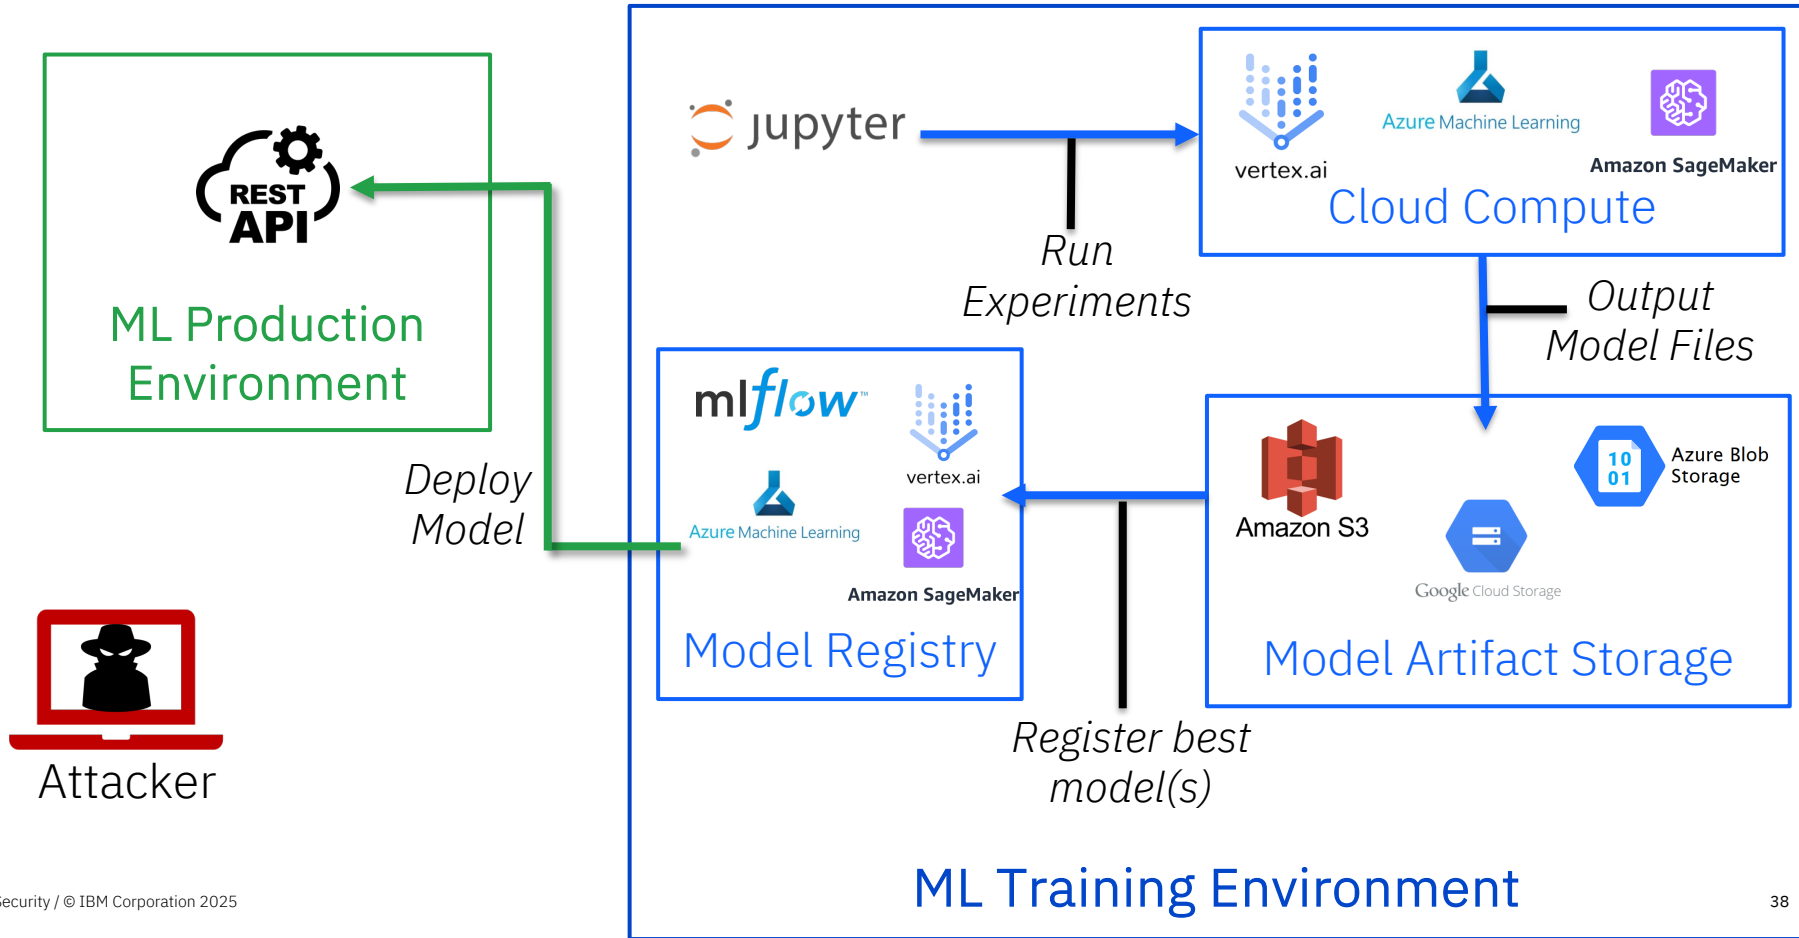 REST
API
ML Production
Environment
jupyter
Run
Experiments
vertex.ai
Azure Machine Learning
Amazon SageMaker
Cloud Compute
Output
Model Files
mlflow™
vertex.ai
Azure Machine Learning
Amazon SageMaker
Model Registry
Deploy
Model
Amazon S3
10
01
Azure Blob
Storage
Google Cloud Storage
Model Artifact Storage
Register best
model(s)
Attacker
ML Training Environment
Security / © IBM Corporation 2025
38